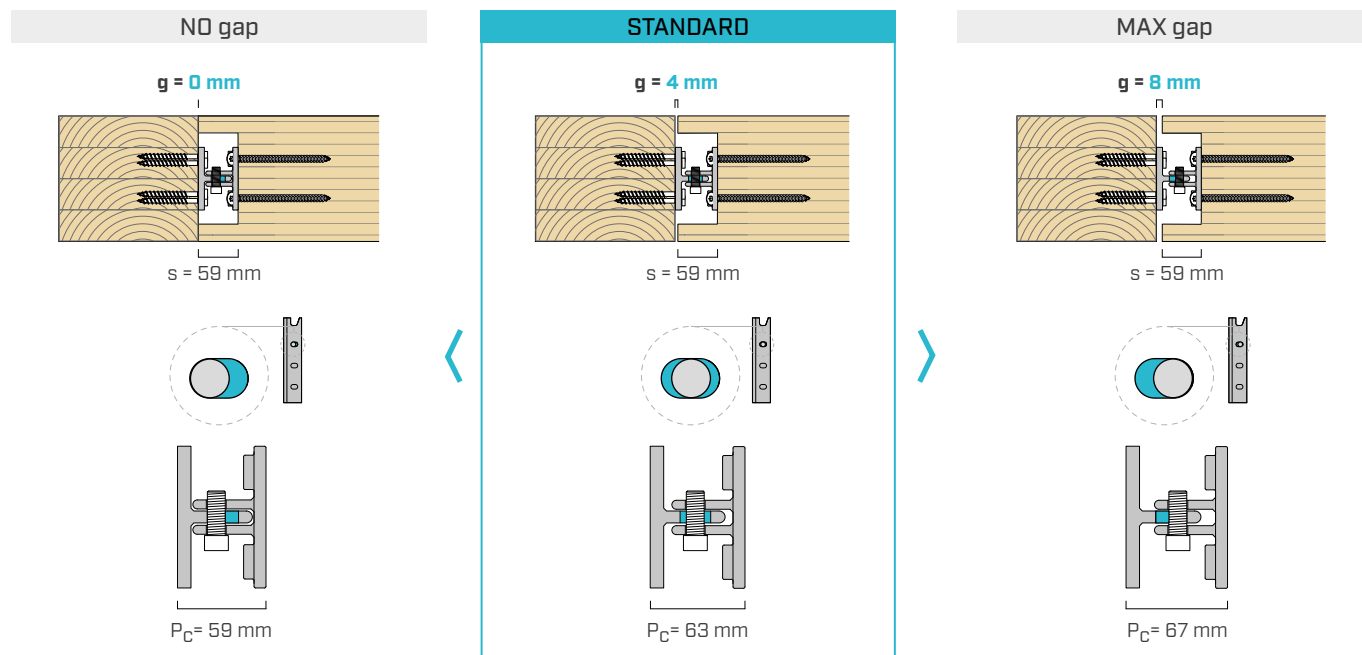 NO gap
STANDARD
MAX gap
g = 0 mm
g = 4 mm
g = 8 mm
s = 59 mm
s = 59 mm
s = 59 mm
PC= 59 mm
PC= 63 mm
PC= 67 mm